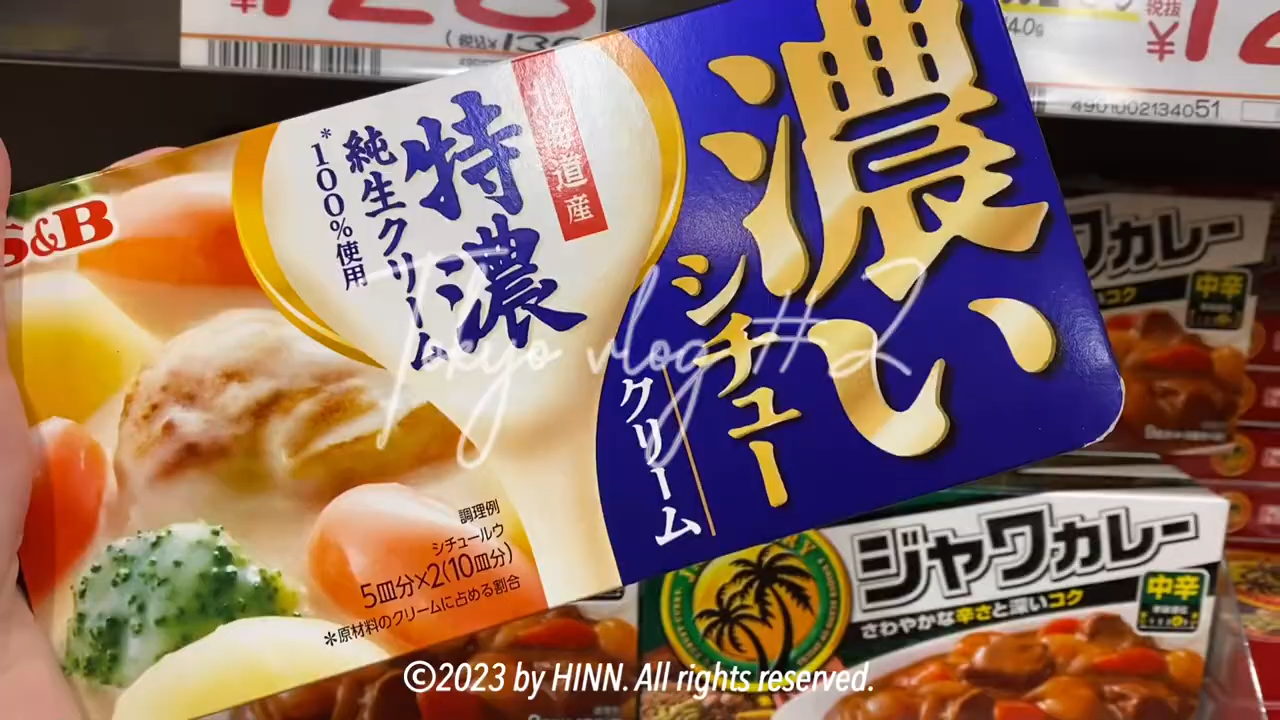 濃い
シチュー
クリーム
北海道産
特濃
純生クリーム
*100%使用
S&B
調理例
シチュールウ
5皿分×2(10皿分)
*原材料のクリームに占める割合
Tokyo vlog #2
税抜
¥
4901002134051
ジャワカレー
中辛
さわやかな辛さと深いコク
ワカレー
中辛
©2023 by HINN. All rights reserved.